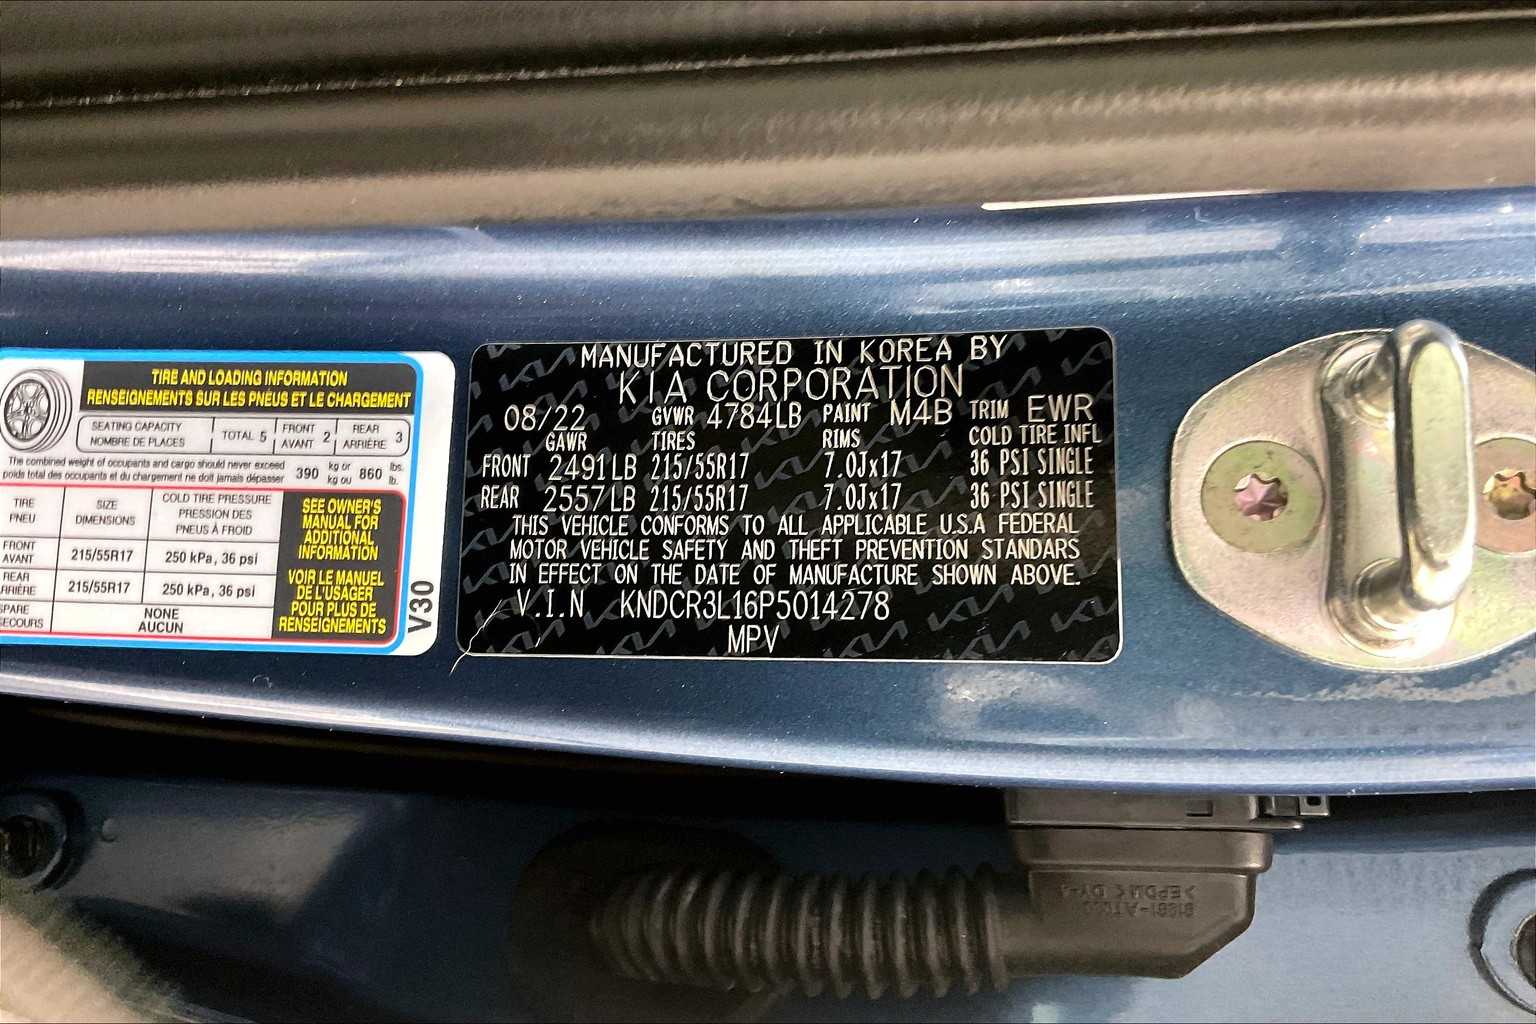 TIRE AND LOADING INFORMATION
RENSEIGNEMENTS SUR LES PNEUS ET LE CHARGEMENT
SEATING CAPACITY
NOMBRE DE PLACES
TOTAL 5
FRONT
AVANT 2
REAR
ARRIÈRE 3
The combined weight of occupants and cargo should never exceed
poids total des occupants et du chargement ne doit jamais dépasser
390 kg or
kg ou
860 lbs.
lb.
TIRE
PNEU
SIZE
DIMENSIONS
COLD TIRE PRESSURE
PRESSION DES
PNEUS À FROID
FRONT
AVANT
215/55R17
250 kPa, 36 psi
REAR
RRIÈRE
215/55R17
250 kPa, 36 psi
SPARE
SECOURS
NONE
AUCUN
SEE OWNER'S
MANUAL FOR
ADDITIONAL
INFORMATION
VOIR LE MANUEL
DE L'USAGER
POUR PLUS DE
RENSEIGNEMENTS
V30
MANUFACTURED IN KOREA BY
KIA CORPORATION
08/22 GVWR 4784LB PAINT M4B TRIM EWR
GAWR TIRES RIMS COLD TIRE INFL
FRONT 2491LB 215/55R17 7.0Jx17 36 PSI SINGLE
REAR 2557LB 215/55R17 7.0Jx17 36 PSI SINGLE
THIS VEHICLE CONFORMS TO ALL APPLICABLE U.S.A FEDERAL
MOTOR VEHICLE SAFETY AND THEFT PREVENTION STANDARS
IN EFFECT ON THE DATE OF MANUFACTURE SHOWN ABOVE.
V.I.N KNDCR3L16P5014278
MPV